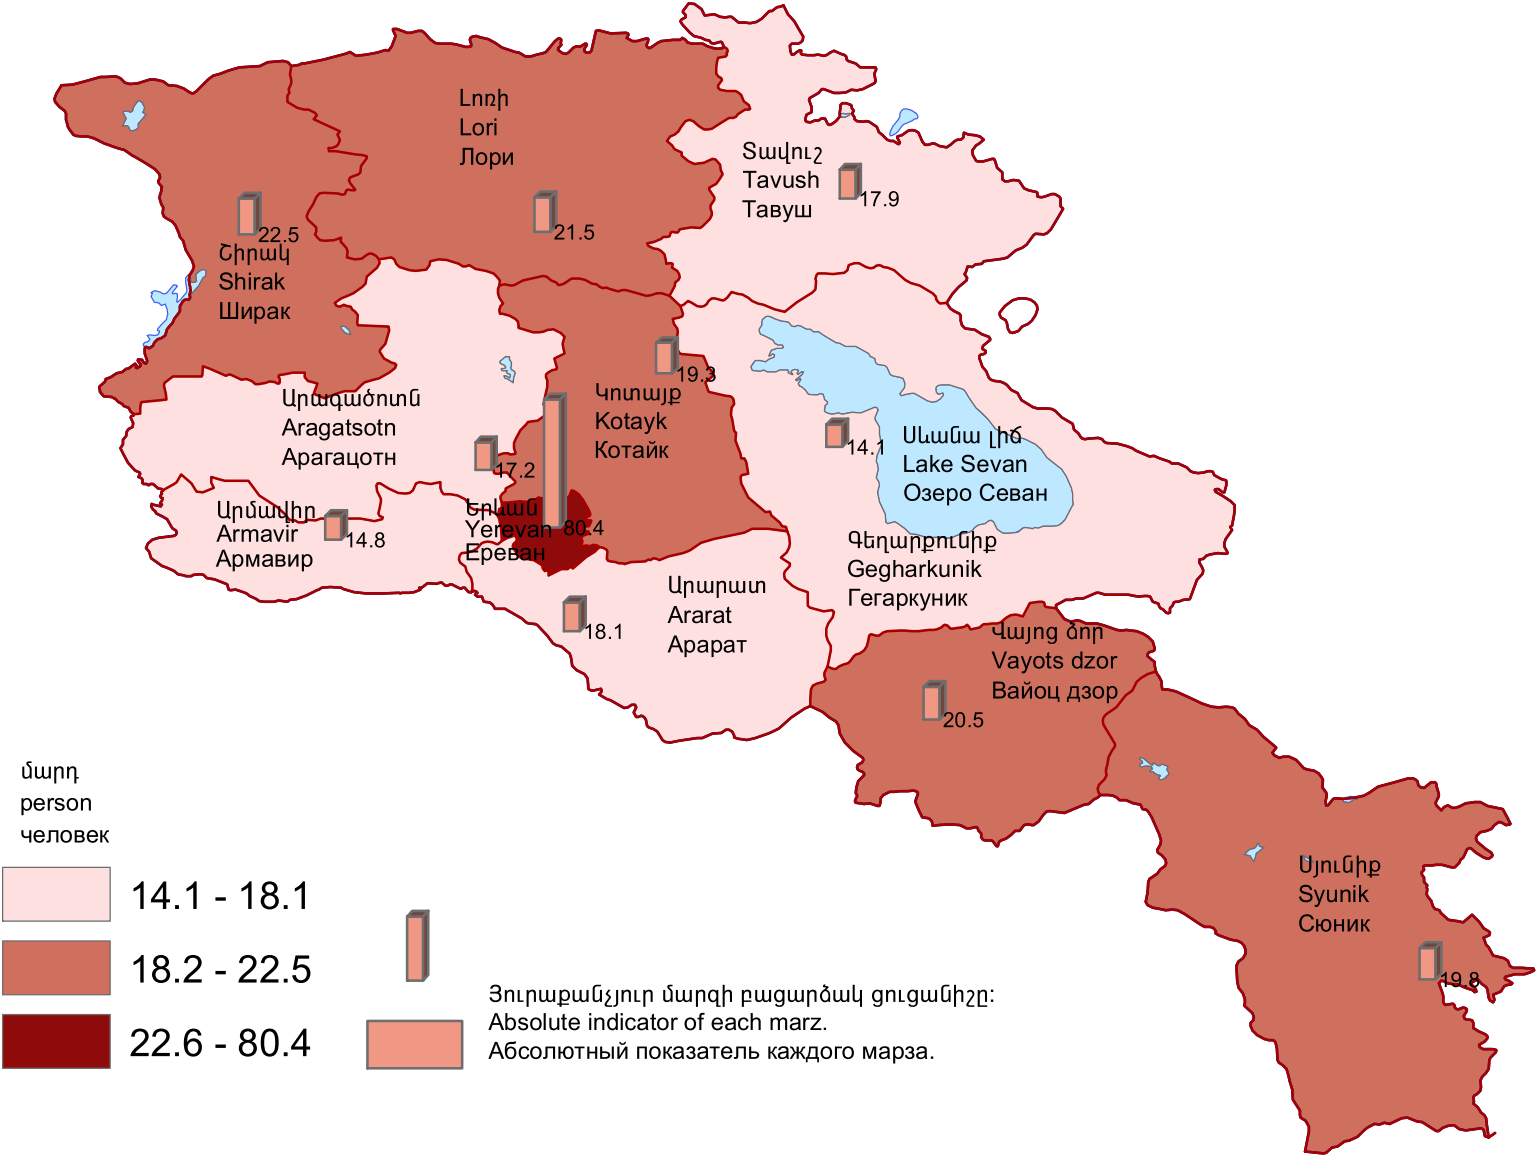 Լոռի
Lori
Лори
21.5
Տավուշ
Tavush
Тавуш
17.9
22.5
Շիրակ
Shirak
Ширак
19.3
Կոտայք
Kotayk
Котайк
Արագածոտն
Aragatsotn
Арагацотн
17.2
14.1
Սևանա լիճ
Lake Sevan
Озеро Севан
Արմավիր
Armavir
Армавир
14.8
Երևան
Yerevan
Ереван
80.4
Գեղարքունիք
Gegharkunik
Гегаркуник
Արարատ
Ararat
Арарат
18.1
Վայոց ձոր
Vayots dzor
Вайоц дзор
20.5
Սյունիք
Syunik
Сюник
19.8
մարդ
person
человек
14.1 - 18.1
18.2 - 22.5
22.6 - 80.4
Յուրաքանչյուր մարզի բացարձակ ցուցանիշը:
Absolute indicator of each marz.
Абсолютный показатель каждого марза.